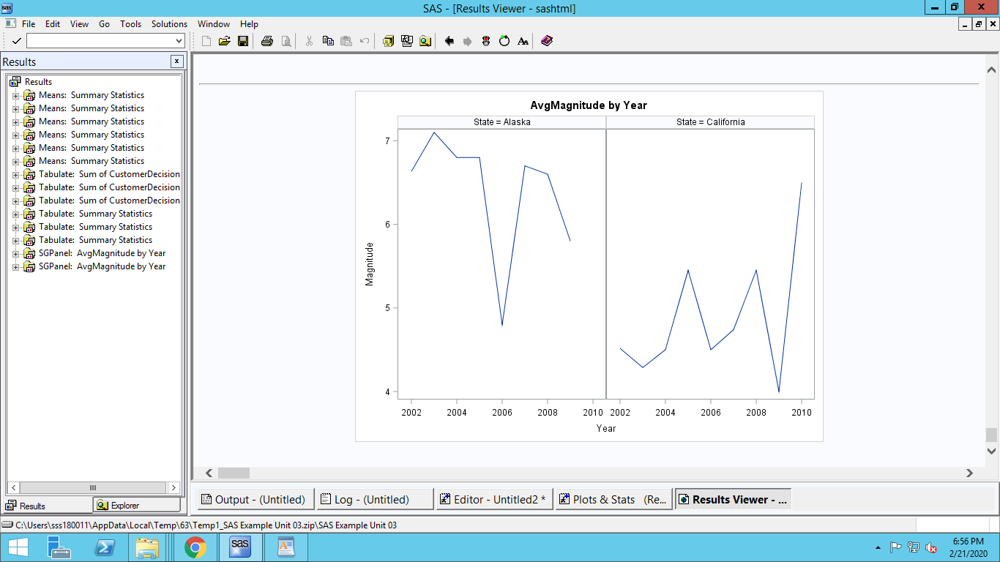 SAS - [Results Viewer - sashtml]
File Edit View Go Tools Solutions Window Help
Results
Results
Means: Summary Statistics
Means: Summary Statistics
Means: Summary Statistics
Means: Summary Statistics
Means: Summary Statistics
Means: Summary Statistics
Tabulate: Sum of CustomerDecision
Tabulate: Sum of CustomerDecision
Tabulate: Sum of CustomerDecision
Tabulate: Summary Statistics
Tabulate: Summary Statistics
Tabulate: Summary Statistics
SGPanel: AvgMagnitude by Year
SGPanel: AvgMagnitude by Year
Results Explorer
AvgMagnitude by Year
State = Alaska State = California
7
6
5
4
Magnitude
2002 2004 2006 2008 2010 2002 2004 2006 2008 2010
Year
Output - (Untitled) Log - (Untitled) Editor - Untitled2 * Plots & Stats (Re... Results Viewer - ...
C:\Users\sss180011\AppData\Local\Temp\63\Temp1_SAS Example Unit 03.zip\SAS Example Unit 03
sas
6:56 PM
2/21/2020